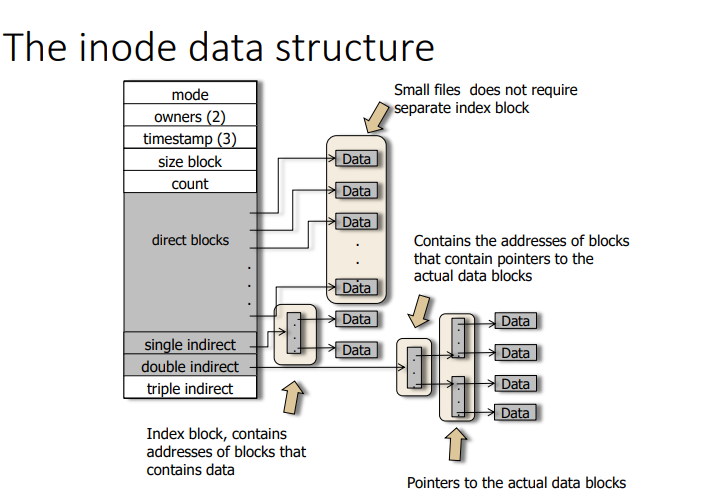 The inode data structure
mode
owners (2)
timestamp (3)
size block
count
direct blocks
single indirect
double indirect
triple indirect
Small files does not require
separate index block
Data
Data
Data
Data
Data
Data
Index block, contains
addresses of blocks that
contains data
Contains the addresses of blocks
that contain pointers to the
actual data blocks
Data
Data
Data
Data
Pointers to the actual data blocks